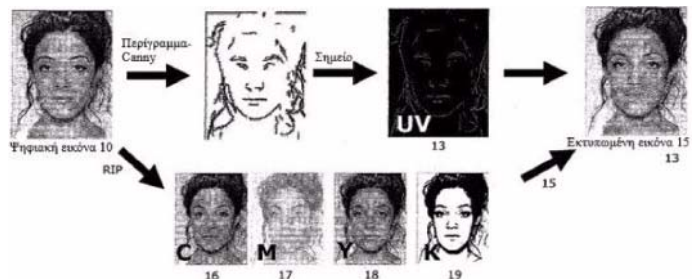 Περίγραμμα-
Canny
Σημείο
UV
13
Ψηφιακή εικόνα 10
Εκτυπωμένη εικόνα 15
13
RIP
15
C
M
Y
K
16
17
18
19